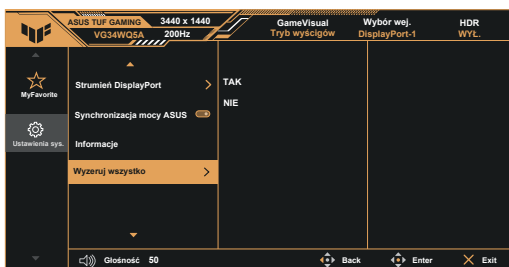 ASUS TUF GAMING 3440 x 1440
VG34WQ5A 200Hz
GameVisual
Tryb wyścigów
Wybór wej.
DisplayPort-1
HDR
WYŁ.
MyFavorite
Ustawienia sys.
Strumień DisplayPort
Synchronizacja mocy ASUS
Informacje
Wyzeruj wszystko
TAK
NIE
Głośność 50
Back
Enter
Exit